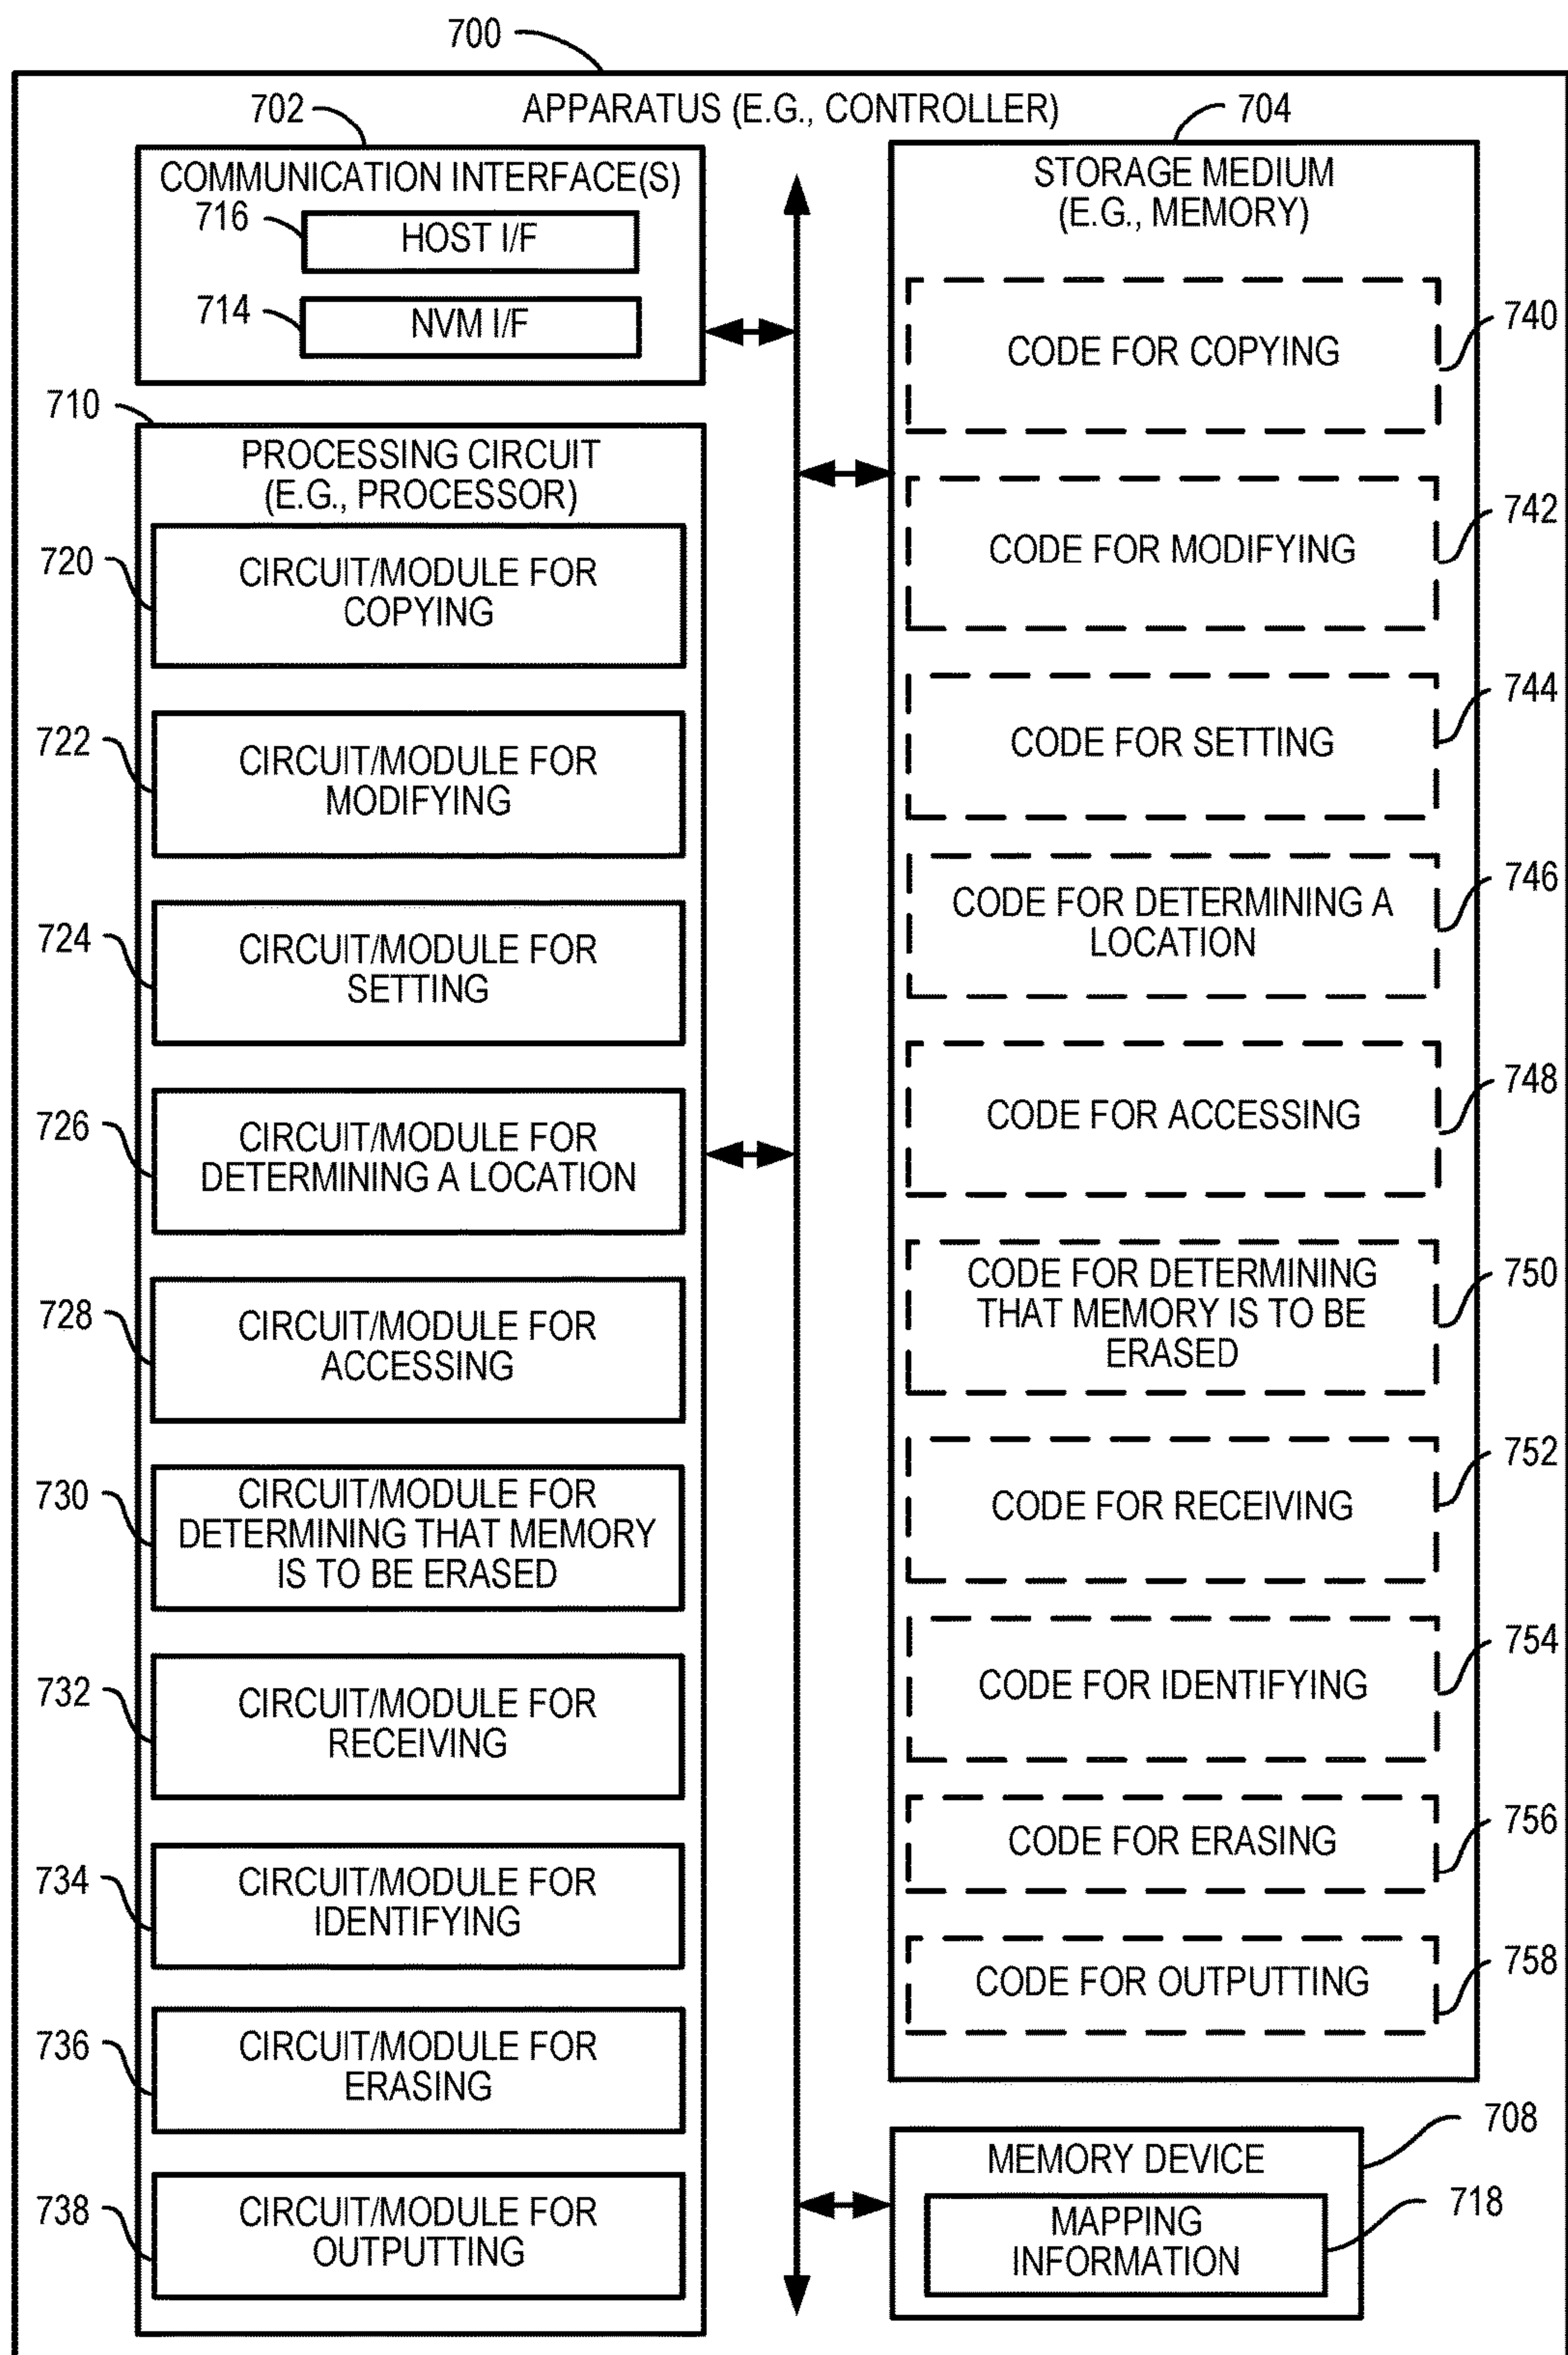 700
APPARATUS (E.G., CONTROLLER)
702
COMMUNICATION INTERFACE(S)
716
HOST I/F
714
NVM I/F
710
PROCESSING CIRCUIT
(E.G., PROCESSOR)
720
CIRCUIT/MODULE FOR
COPYING
722
CIRCUIT/MODULE FOR
MODIFYING
724
CIRCUIT/MODULE FOR
SETTING
726
CIRCUIT/MODULE FOR
DETERMINING A LOCATION
728
CIRCUIT/MODULE FOR
ACCESSING
730
CIRCUIT/MODULE FOR
DETERMINING THAT MEMORY
IS TO BE ERASED
732
CIRCUIT/MODULE FOR
RECEIVING
734
CIRCUIT/MODULE FOR
IDENTIFYING
736
CIRCUIT/MODULE FOR
ERASING
738
CIRCUIT/MODULE FOR
OUTPUTTING
704
STORAGE MEDIUM
(E.G., MEMORY)
740
CODE FOR COPYING
742
CODE FOR MODIFYING
744
CODE FOR SETTING
746
CODE FOR DETERMINING A
LOCATION
748
CODE FOR ACCESSING
750
CODE FOR DETERMINING
THAT MEMORY IS TO BE
ERASED
752
CODE FOR RECEIVING
754
CODE FOR IDENTIFYING
756
CODE FOR ERASING
758
CODE FOR OUTPUTTING
708
MEMORY DEVICE
718
MAPPING
INFORMATION